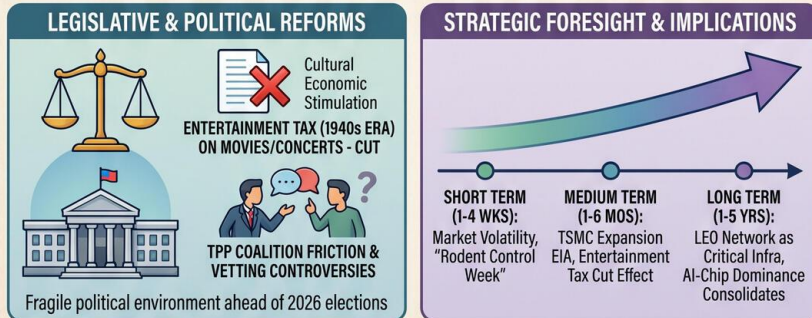 LEGISLATIVE & POLITICAL REFORMS
Cultural
Economic
Stimulation
ENTERTAINMENT TAX (1940s ERA)
ON MOVIES/CONCERTS - CUT
?
TPP COALITION FRICTION &
VETTING CONTROVERSIES
Fragile political environment ahead of 2026 elections
STRATEGIC FORESIGHT & IMPLICATIONS
SHORT TERM
(1-4 WKS):
Market Volatility,
"Rodent Control
Week"
MEDIUM TERM
(1-6 MOS):
TSMC Expansion
EIA, Entertainment
Tax Cut Effect
LONG TERM
(1-5 YRS):
LEO Network as
Critical Infra,
AI-Chip Dominance
Consolidates